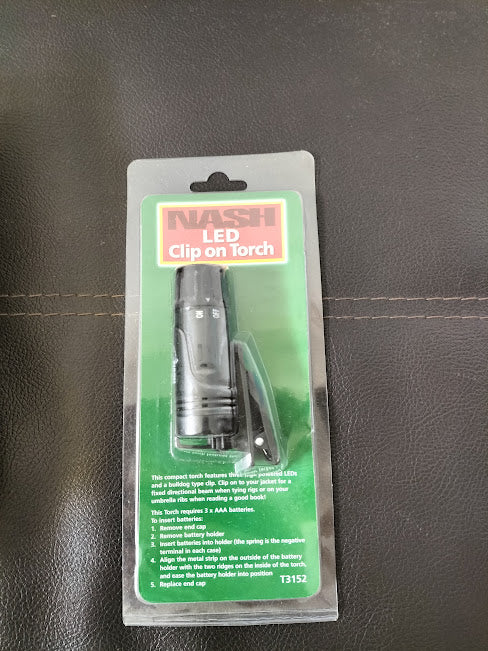 NASH
LED
Clip on Torch
ON
OFF
This compact torch features three high powered LEDs
and a bulldog type clip. Clip on to your jacket for a
fixed directional beam when tying rigs or on your
umbrella ribs when reading a good book!
This Torch requires 3 x AAA batteries.
To insert batteries:
1. Remove end cap
2. Remove battery holder
3. Insert batteries into holder (the spring is the negative
terminal in each case)
4. Align the metal strip on the outside of the battery
holder with the two ridges on the inside of the torch,
and ease the battery holder into position
5. Replace end cap
T3152